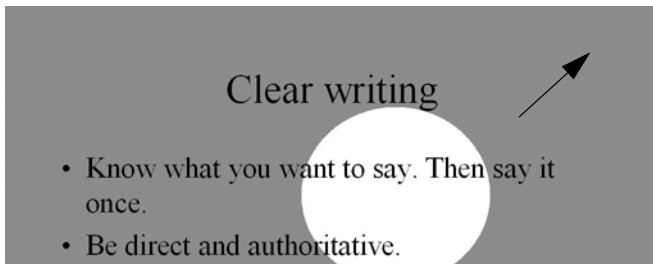 Clear writing
• Know what you want to say. Then say it
once.
• Be direct and authoritative.